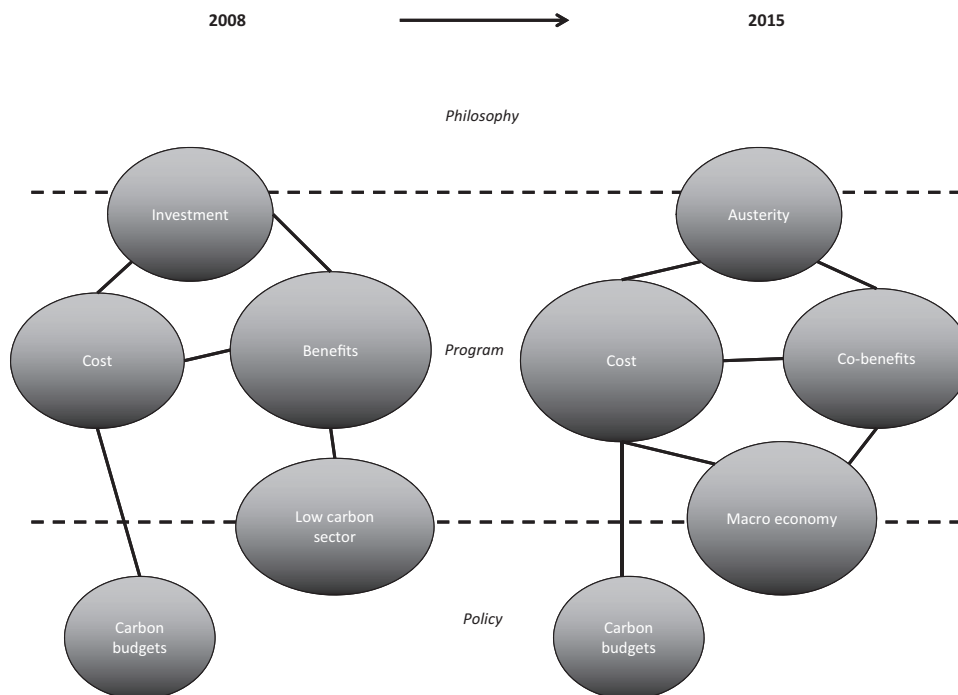 2008
2015
Philosophy
Investment
Austerity
Cost
Benefits
Program
Cost
Co-benefits
Low carbon
sector
Macro economy
Carbon
budgets
Policy
Carbon
budgets